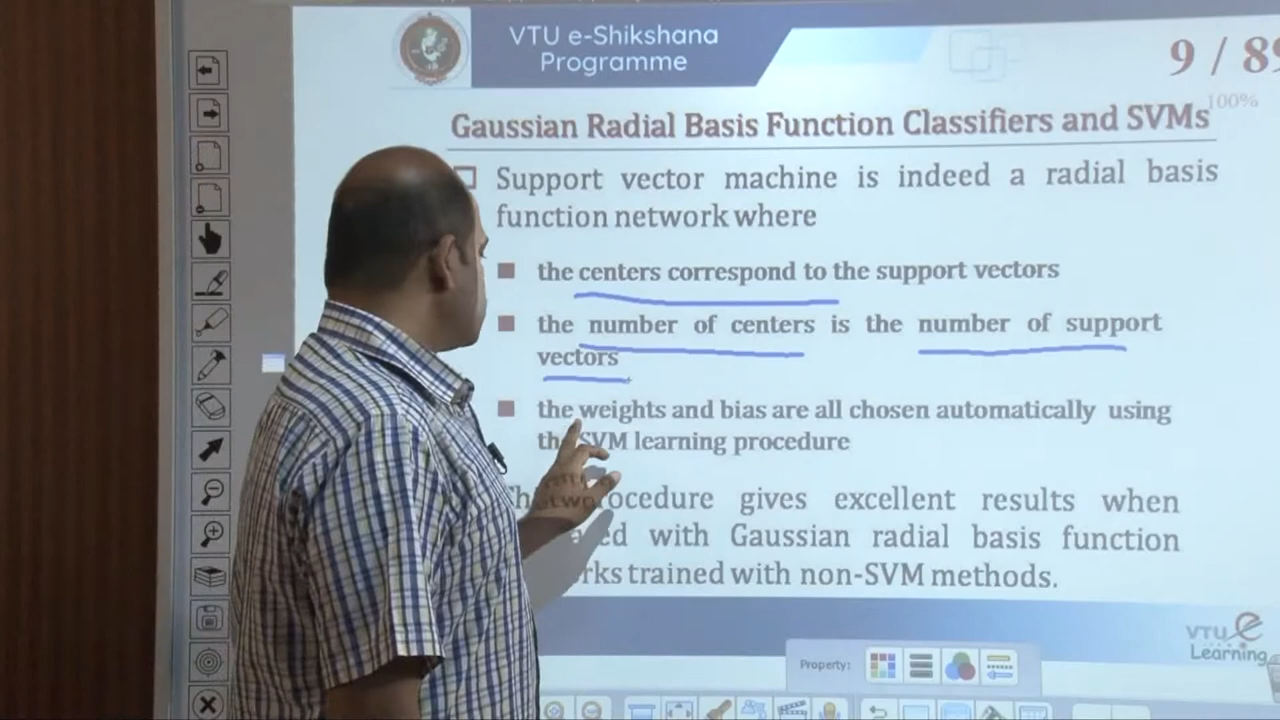 VTU e-Shikshana
Programme
9 / 8
100%
Gaussian Radial Basis Function Classifiers and SVMs
Support vector machine is indeed a radial basis
function network where
the centers correspond to the support vectors
the number of centers is the number of support
vectors
the weights and bias are all chosen automatically using
the SVM learning procedure
procedure gives excellent results when
with Gaussian radial basis function
trained with non-SVM methods.
VTU e
Learning
Property: